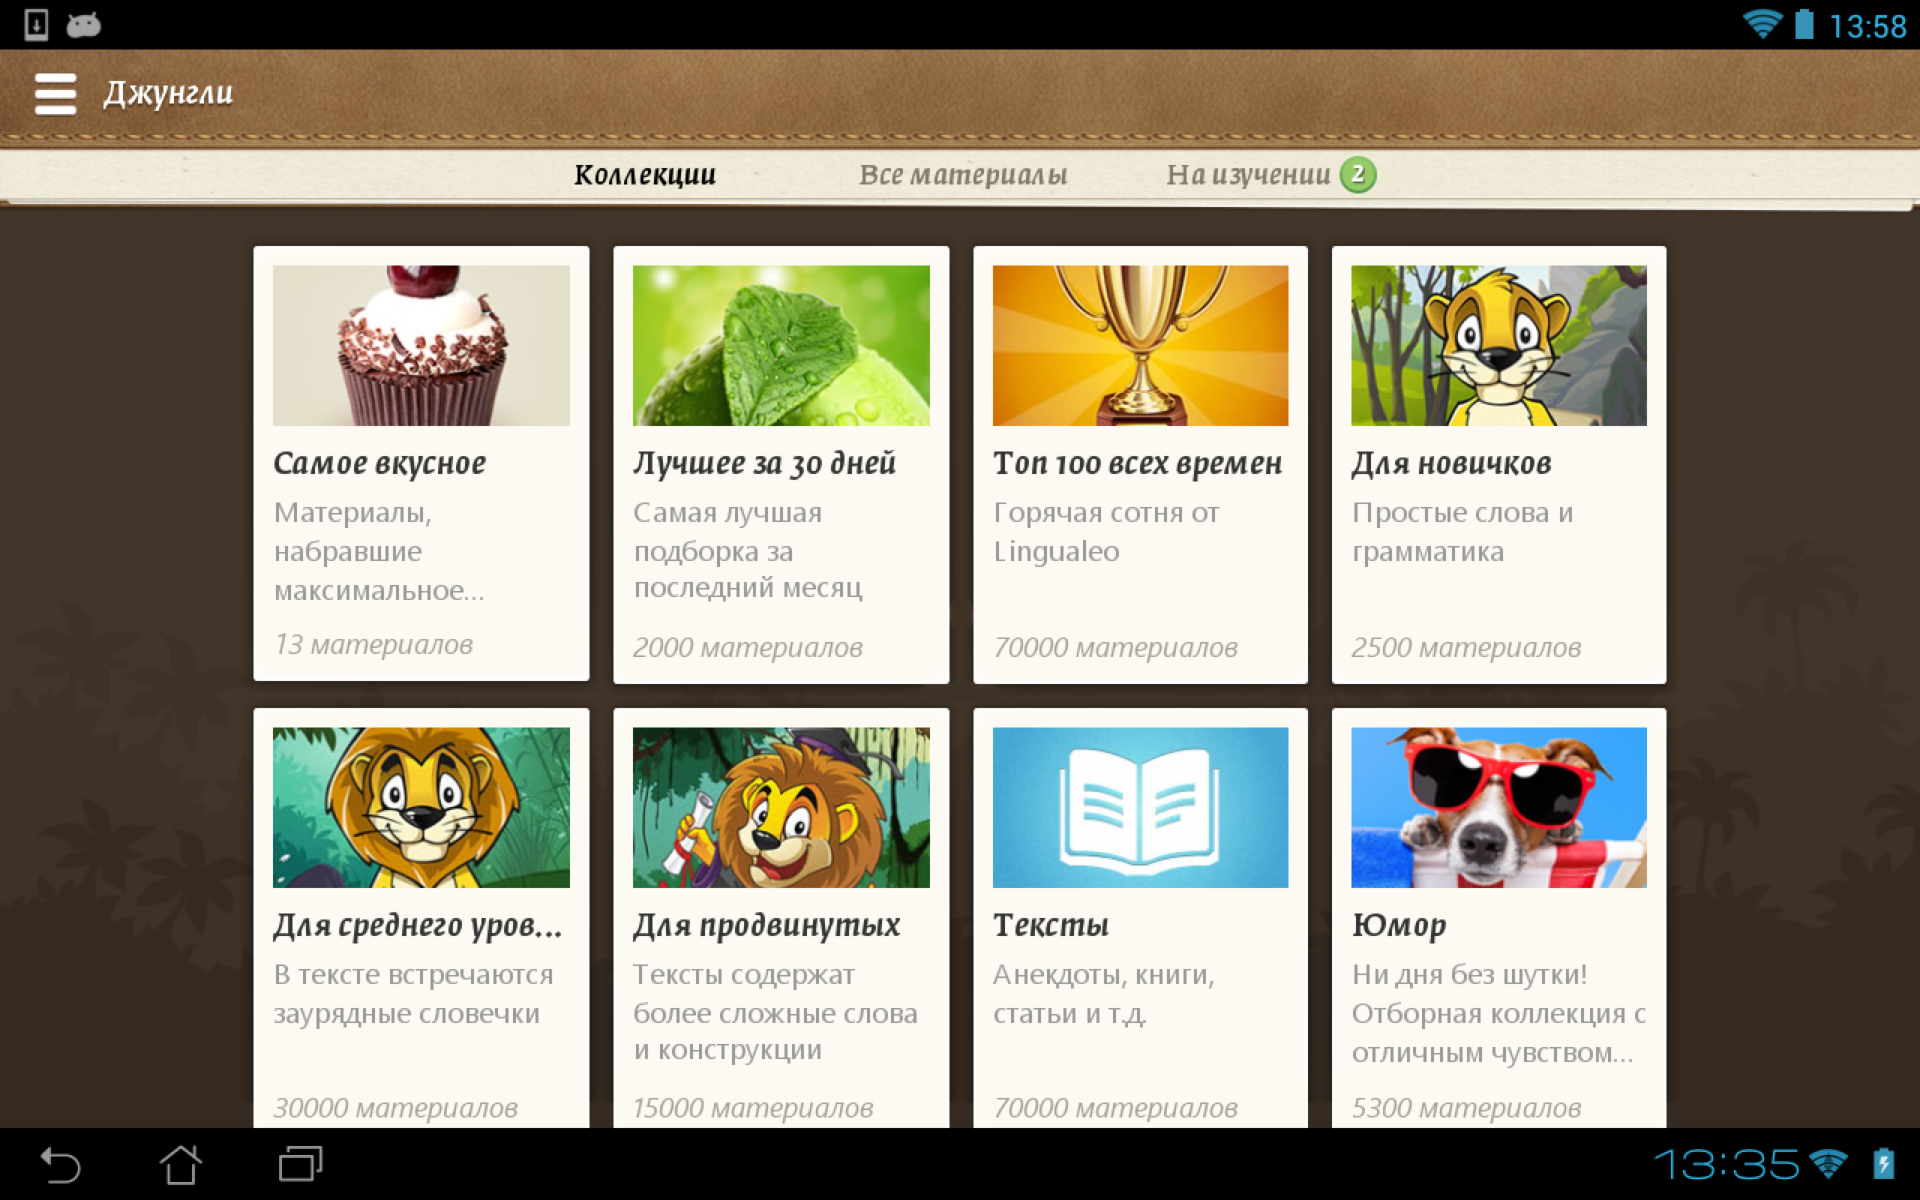 13:58
Джунгли
Коллекции
Все материалы
На изучении 2
Самое вкусное
Материалы,
набравшие
максимальное...
13 материалов
Лучшее за 30 дней
Самая лучшая
подборка за
последний месяц
2000 материалов
Топ 100 всех времен
Горячая сотня от
Lingualeo
70000 материалов
Для новичков
Простые слова и
грамматика
2500 материалов
Для среднего уров...
В тексте встречаются
заурядные словечки
30000 материалов
Для продвинутых
Тексты содержат
более сложные слова
и конструкции
15000 материалов
Тексты
Анекдоты, книги,
статьи и т.д.
70000 материалов
Юмор
Ни дня без шутки!
Отборная коллекция с
отличным чувством...
5300 материалов
13:35